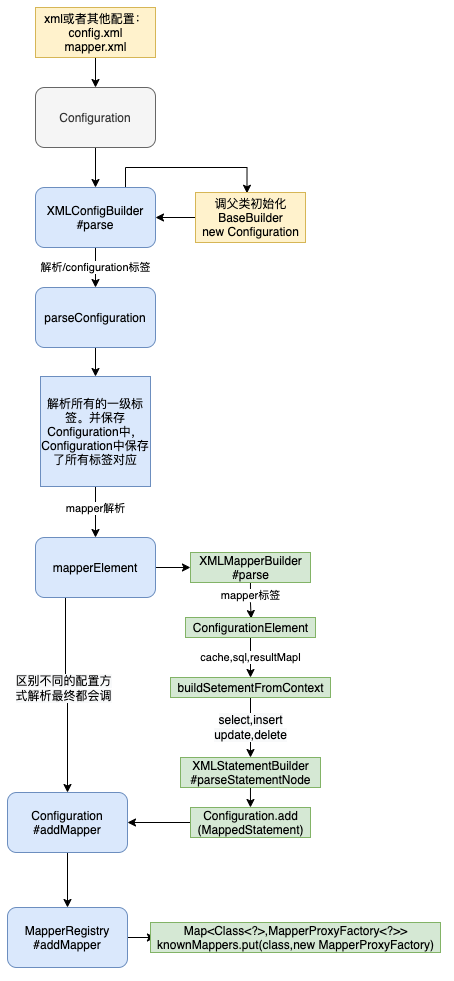 xml或者其他配置：
config.xml
mapper.xml
Configuration
XMLConfigBuilder
#parse
调父类初始化
BaseBuilder
new Configuration
解析/configuration标签
parseConfiguration
解析所有的一级标
签。并保存
Configuration中，
Configuration中保存
了所有标签对应
mapper解析
mapperElement
XMLMapperBuilder
#parse
mapper标签
ConfigurationElement
cache,sql,resultMapl
buildSetementFromContext
区别不同的配置方
式解析最终都会调
select,insert
update,delete
XMLStatementBuilder
#parseStatementNode
Configuration
#addMapper
Configuration.add
(MappedStatement)
MapperRegistry
#addMapper
Map<Class<?>,MapperProxyFactory<?>>
knownMappers.put(class,new MapperProxyFactory)